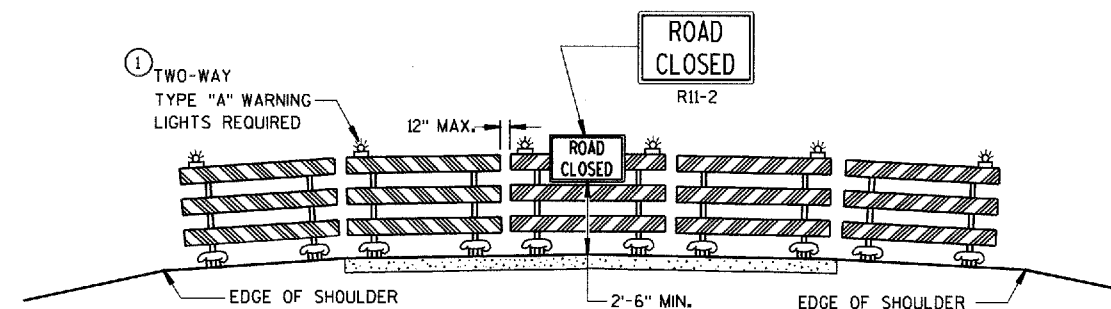 ROAD
CLOSED
R11-2
1
TWO-WAY
TYPE "A" WARNING
LIGHTS REQUIRED
12" MAX.
ROAD
CLOSED
EDGE OF SHOULDER
2'-6" MIN.
EDGE OF SHOULDER